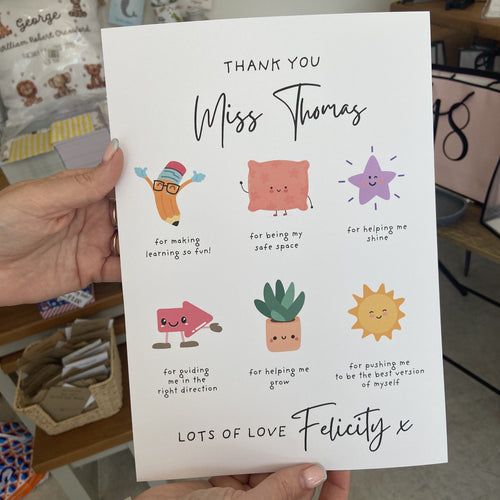 George
William Robert Crawford
THANK YOU
Miss Thomas
for making
learning so fun!
for being my
safe space
for helping me
shine
for guiding
me in the
right direction
for helping me
grow
for pushing me
to be the best version
of myself
LOTS OF LOVE Felicity x